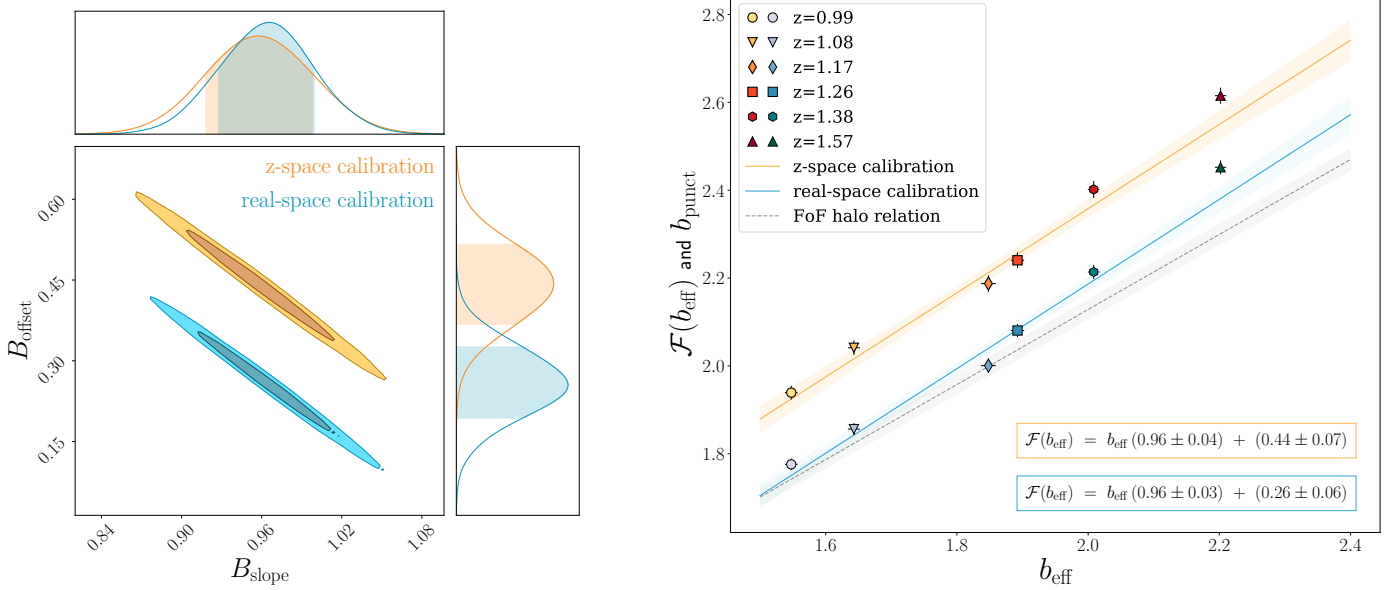 z-space calibration
real-space calibration
0.60
0.45
0.30
0.15
B_offset
0.84
0.90
0.96
1.02
1.08
B_slope
z=0.99
z=1.08
z=1.17
z=1.26
z=1.38
z=1.57
z-space calibration
real-space calibration
FoF halo relation
2.8
2.6
2.4
2.2
2.0
1.8
ℱ(b_eff) and b_punct
ℱ(b_eff) = b_eff (0.96 ± 0.04) + (0.44 ± 0.07)
ℱ(b_eff) = b_eff (0.96 ± 0.03) + (0.26 ± 0.06)
1.6
1.8
2.0
2.2
2.4
b_eff